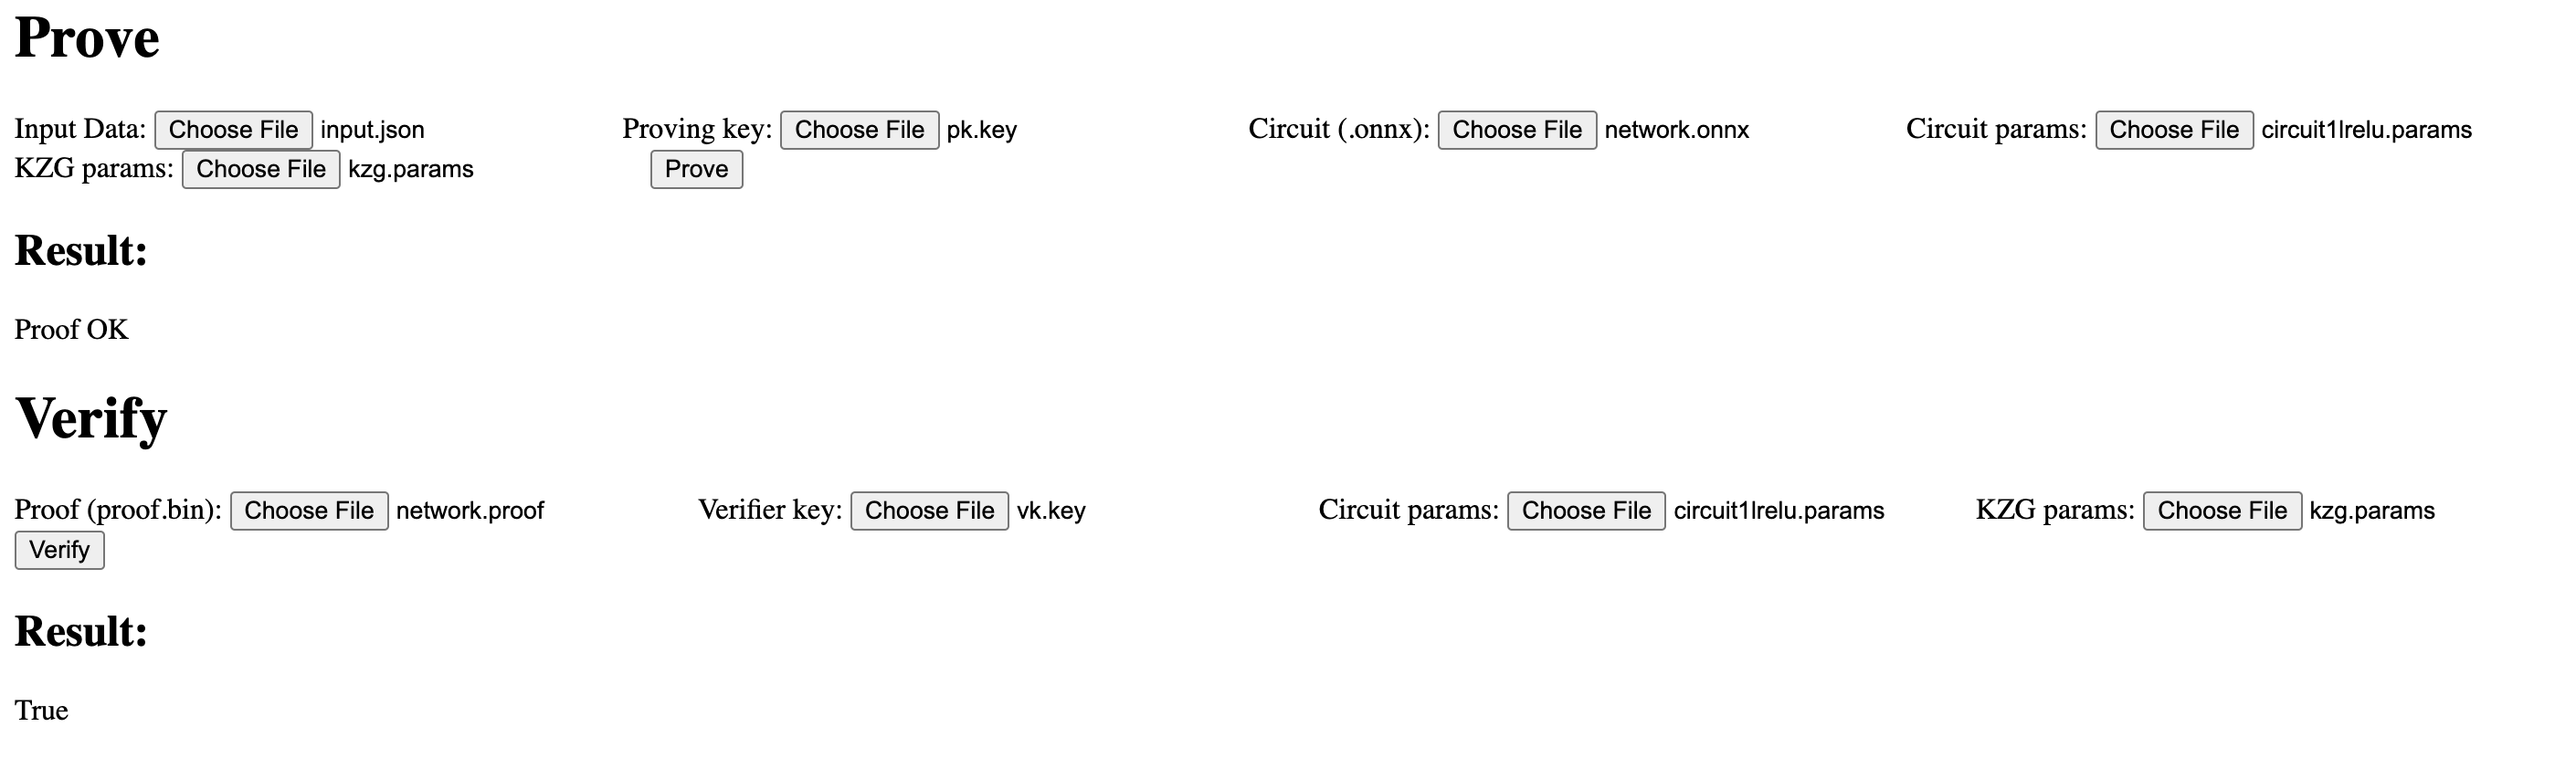 Prove
Input Data: Choose File input.json Proving key: Choose File pk.key Circuit (.onnx): Choose File network.onnx Circuit params: Choose File circuit1lrelu.params
KZG params: Choose File kzg.params Prove
Result:
Proof OK
Verify
Proof (proof.bin): Choose File network.proof Verifier key: Choose File vk.key Circuit params: Choose File circuit1lrelu.params KZG params: Choose File kzg.params
Verify
Result:
True